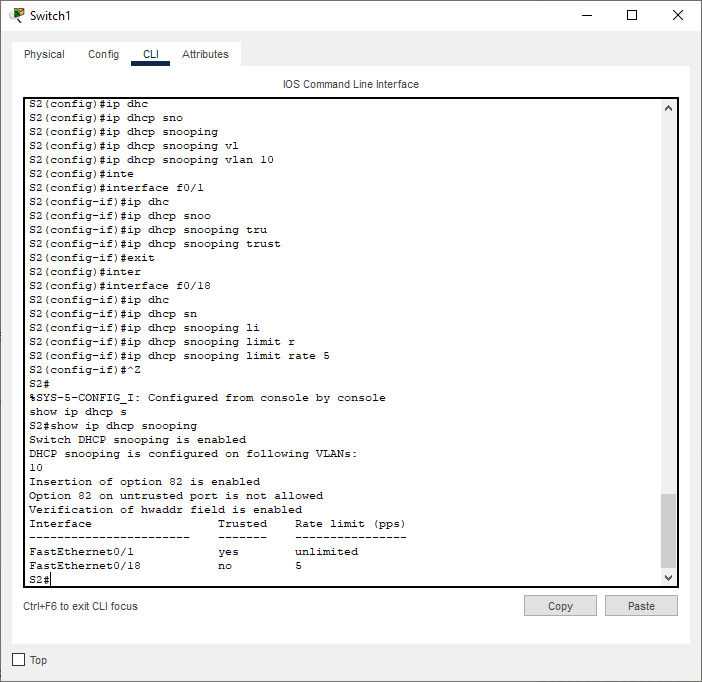 Switch1
Physical Config CLI Attributes
IOS Command Line Interface
S2(config)#ip dhc
S2(config)#ip dhcp sno
S2(config)#ip dhcp snooping
S2(config)#ip dhcp snooping vl
S2(config)#ip dhcp snooping vlan 10
S2(config)#inte
S2(config)#interface f0/1
S2(config-if)#ip dhc
S2(config-if)#ip dhcp snoo
S2(config-if)#ip dhcp snooping tru
S2(config-if)#ip dhcp snooping trust
S2(config-if)#exit
S2(config)#inter
S2(config)#interface f0/18
S2(config-if)#ip dhc
S2(config-if)#ip dhcp sn
S2(config-if)#ip dhcp snooping li
S2(config-if)#ip dhcp snooping limit r
S2(config-if)#ip dhcp snooping limit rate 5
S2(config-if)#^Z
S2#
%SYS-5-CONFIG_I: Configured from console by console
show ip dhcp s
S2#show ip dhcp snooping
Switch DHCP snooping is enabled
DHCP snooping is configured on following VLANs:
10
Insertion of option 82 is enabled
Option 82 on untrusted port is not allowed
Verification of hwaddr field is enabled
Interface Trusted Rate limit (pps)
----------------------- ------- ----------------
FastEthernet0/1 yes unlimited
FastEthernet0/18 no 5
S2#
Ctrl+F6 to exit CLI focus Copy Paste
Top